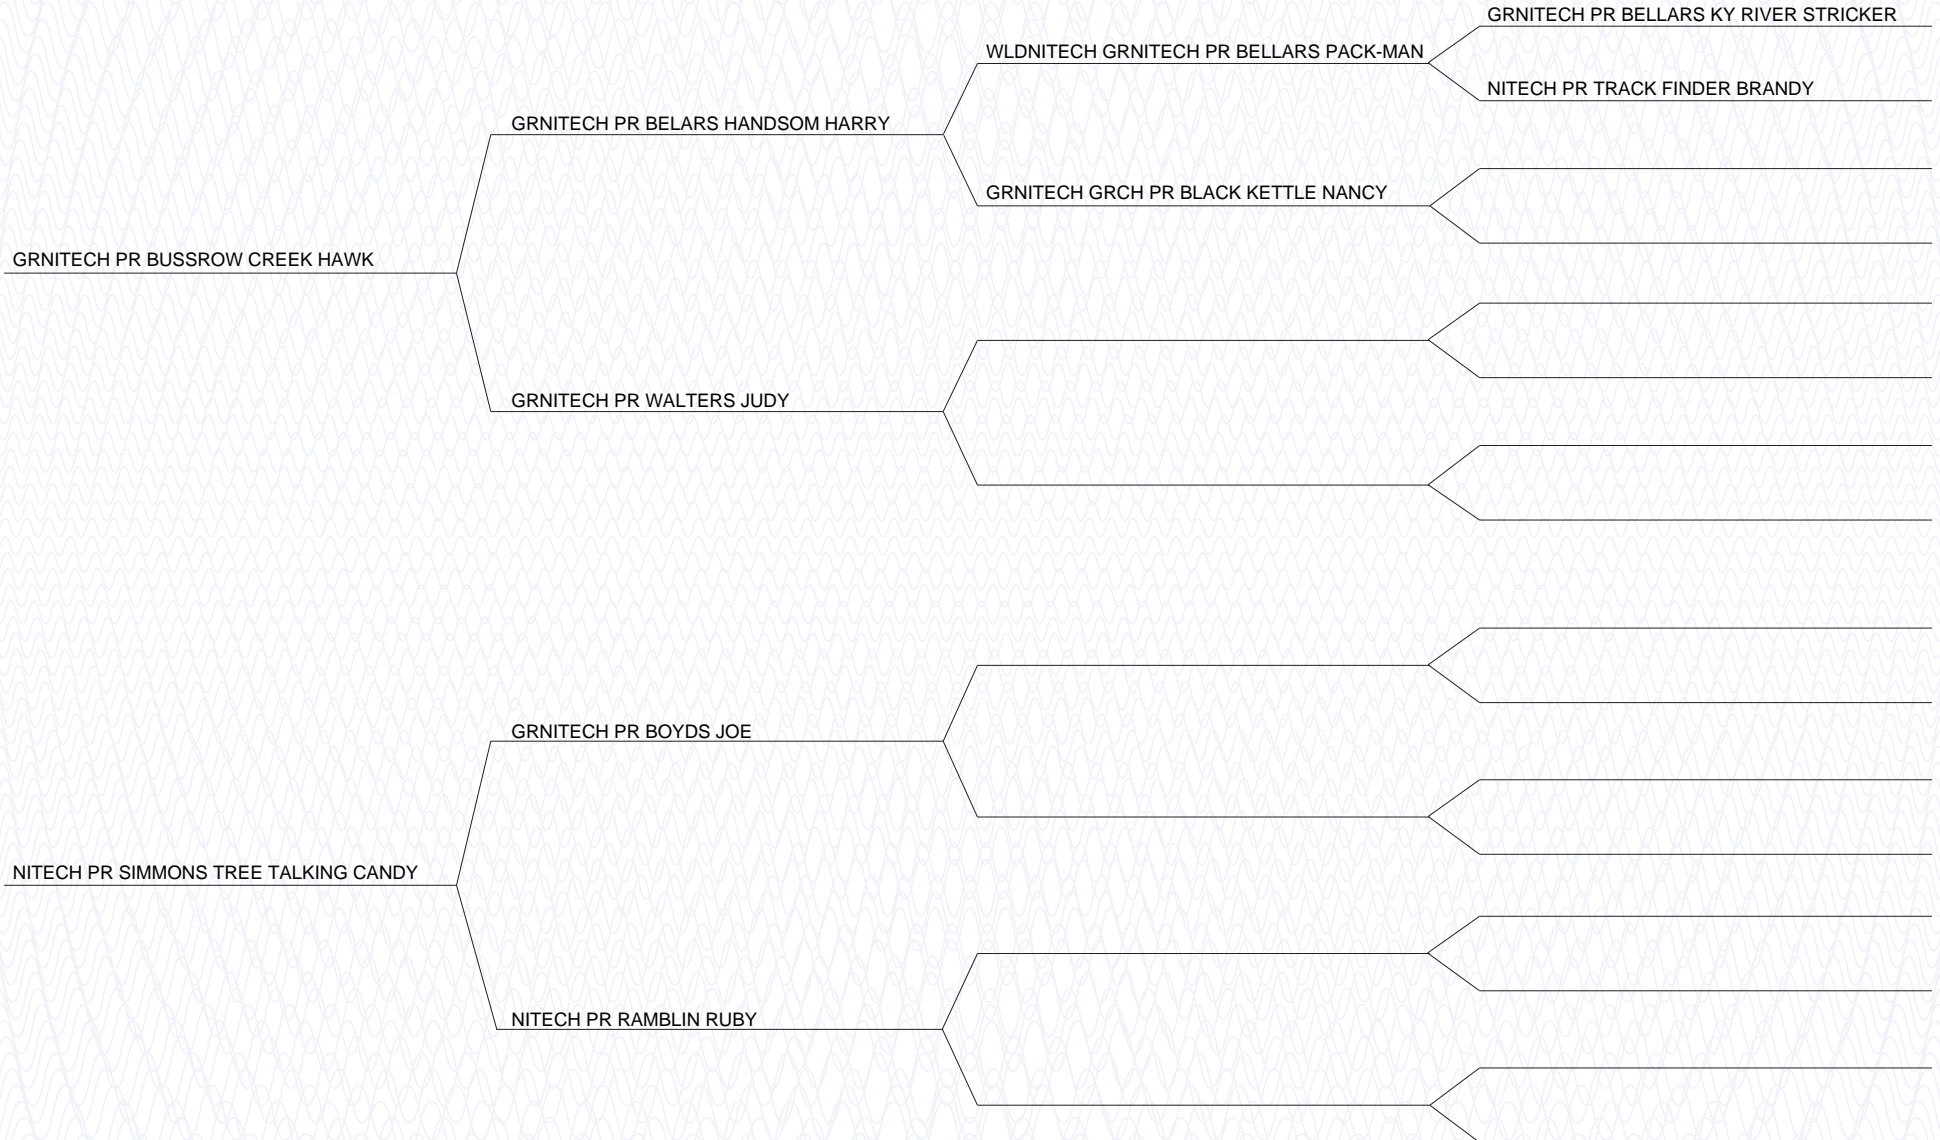 GRNITECH PR BELLARS KY RIVER STRICKER
WLDNITECH GRNITECH PR BELLARS PACK-MAN
NITECH PR TRACK FINDER BRANDY
GRNITECH PR BELARS HANDSOM HARRY
GRNITECH GRCH PR BLACK KETTLE NANCY
GRNITECH PR BUSSROW CREEK HAWK
GRNITECH PR WALTERS JUDY
GRNITECH PR BOYDS JOE
NITECH PR SIMMONS TREE TALKING CANDY
NITECH PR RAMBLIN RUBY